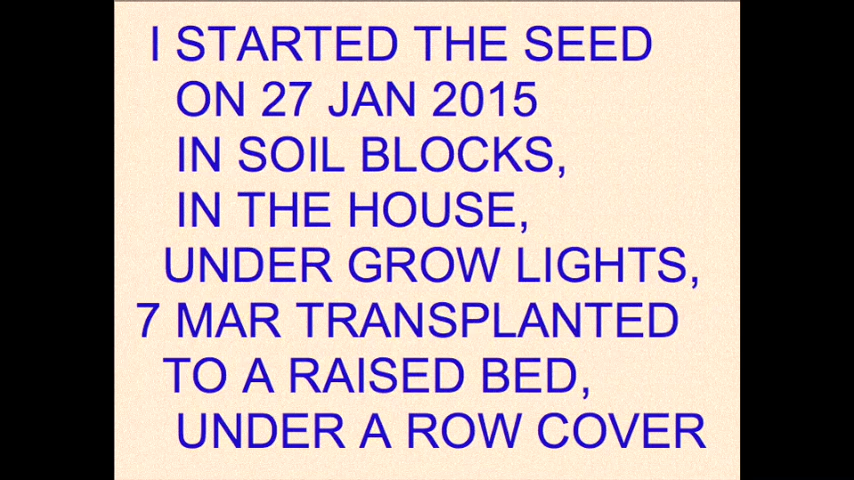 I STARTED THE SEED
ON 27 JAN 2015
IN SOIL BLOCKS,
IN THE HOUSE,
UNDER GROW LIGHTS,
7 MAR TRANSPLANTED
TO A RAISED BED,
UNDER A ROW COVER